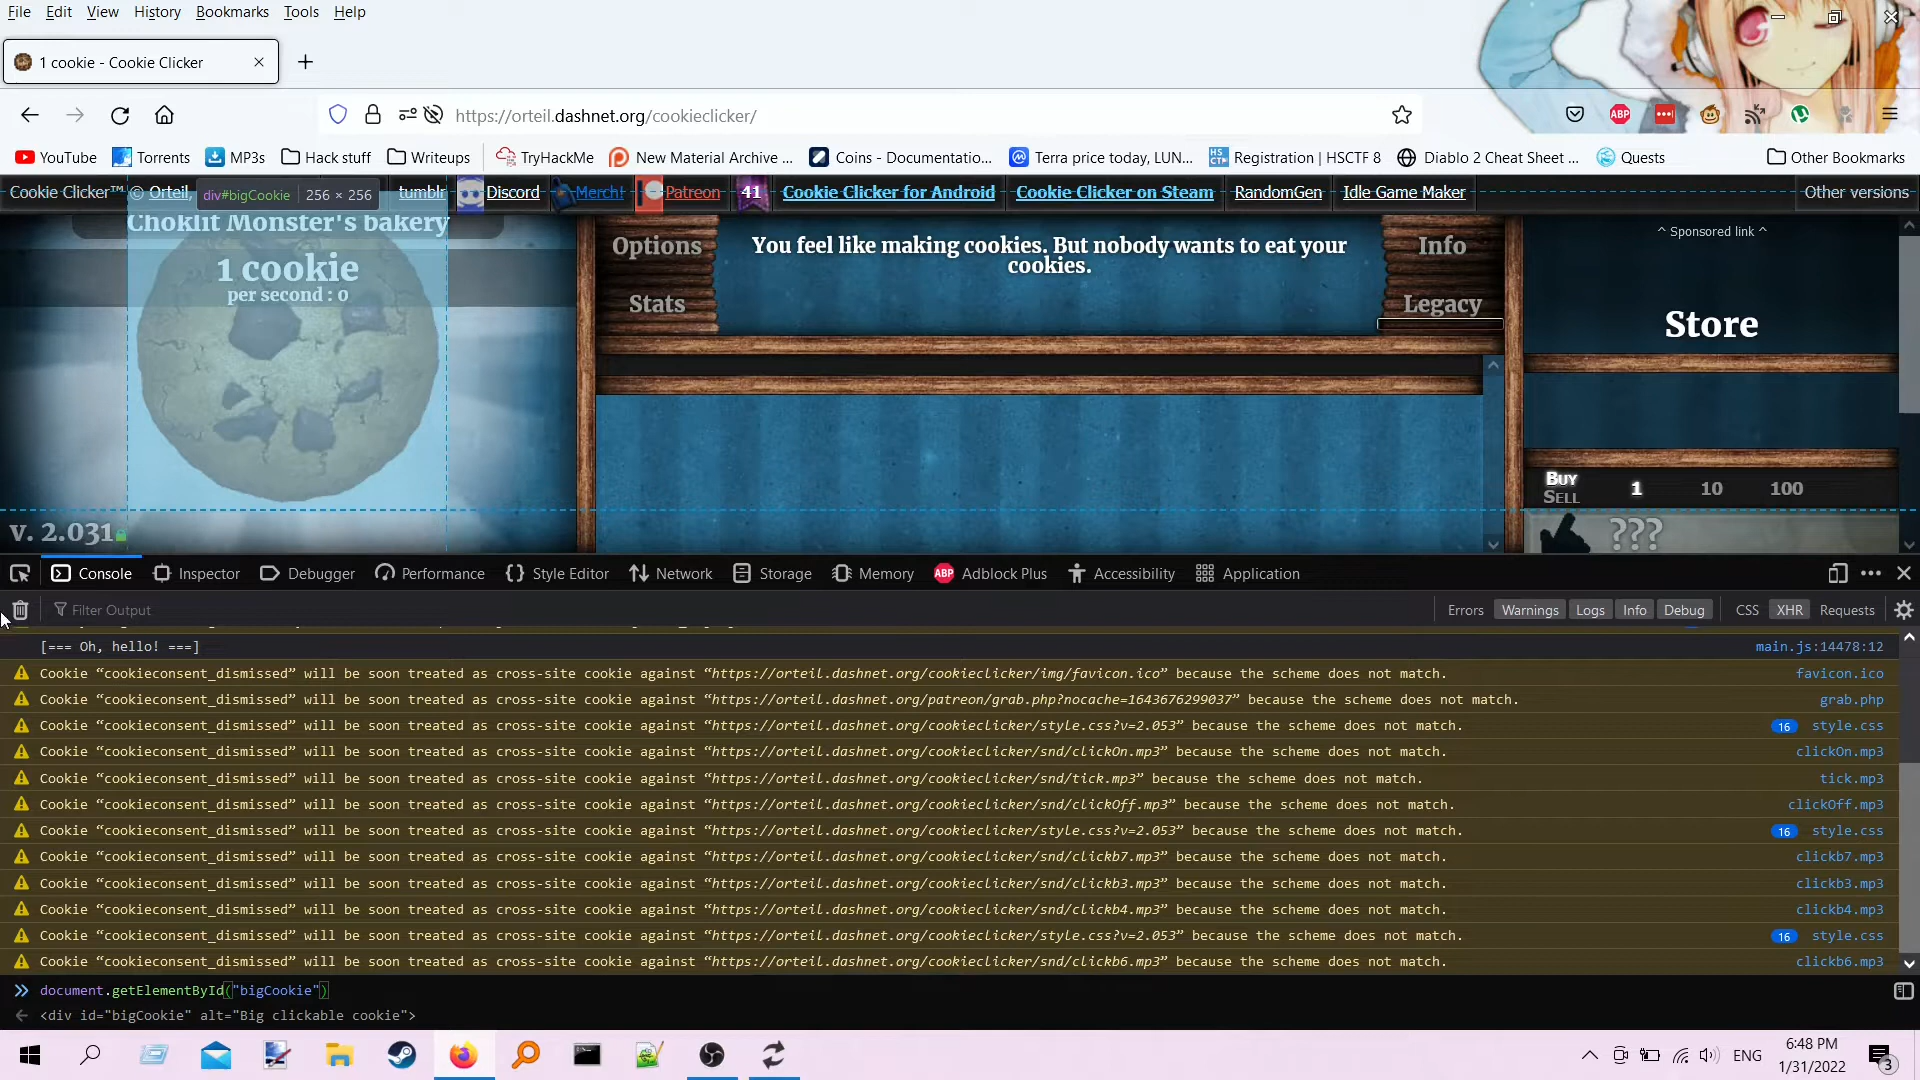 File Edit View History Bookmarks Tools Help
1 cookie - Cookie Clicker
https://orteil.dashnet.org/cookieclicker/
ABP
YouTube Torrents MP3s Hack stuff Writeups TryHackMe New Material Archive ... Coins - Documentatio... Terra price today, LUN... HS CTF Registration | HSCTF 8 Diablo 2 Cheat Sheet ... Quests Other Bookmarks
Cookie Clicker™ © Orteil, div#bigCookie 256 × 256 tumblr Discord Merch! Patreon 41 Cookie Clicker for Android Cookie Clicker on Steam RandomGen Idle Game Maker Other versions
Choklit Monster's bakery
1 cookie
per second : 0
v. 2.031
Options
Stats
You feel like making cookies. But nobody wants to eat your
cookies.
Info
Legacy
^ Sponsored link ^
Store
Buy
Sell
1 10 100
???
Console Inspector Debugger Performance Style Editor Network Storage Memory ABP Adblock Plus Accessibility Application
Filter Output Errors Warnings Logs Info Debug CSS XHR Requests
[=== Oh, hello! ===] main.js:14478:12
Cookie “cookieconsent_dismissed” will be soon treated as cross-site cookie against “https://orteil.dashnet.org/cookieclicker/img/favicon.ico” because the scheme does not match. favicon.ico
Cookie “cookieconsent_dismissed” will be soon treated as cross-site cookie against “https://orteil.dashnet.org/patreon/grab.php?nocache=1643676299037” because the scheme does not match. grab.php
Cookie “cookieconsent_dismissed” will be soon treated as cross-site cookie against “https://orteil.dashnet.org/cookieclicker/style.css?v=2.053” because the scheme does not match. 16 style.css
Cookie “cookieconsent_dismissed” will be soon treated as cross-site cookie against “https://orteil.dashnet.org/cookieclicker/snd/clickOn.mp3” because the scheme does not match. clickOn.mp3
Cookie “cookieconsent_dismissed” will be soon treated as cross-site cookie against “https://orteil.dashnet.org/cookieclicker/snd/tick.mp3” because the scheme does not match. tick.mp3
Cookie “cookieconsent_dismissed” will be soon treated as cross-site cookie against “https://orteil.dashnet.org/cookieclicker/snd/clickOff.mp3” because the scheme does not match. clickOff.mp3
Cookie “cookieconsent_dismissed” will be soon treated as cross-site cookie against “https://orteil.dashnet.org/cookieclicker/style.css?v=2.053” because the scheme does not match. 16 style.css
Cookie “cookieconsent_dismissed” will be soon treated as cross-site cookie against “https://orteil.dashnet.org/cookieclicker/snd/clickb7.mp3” because the scheme does not match. clickb7.mp3
Cookie “cookieconsent_dismissed” will be soon treated as cross-site cookie against “https://orteil.dashnet.org/cookieclicker/snd/clickb3.mp3” because the scheme does not match. clickb3.mp3
Cookie “cookieconsent_dismissed” will be soon treated as cross-site cookie against “https://orteil.dashnet.org/cookieclicker/snd/clickb4.mp3” because the scheme does not match. clickb4.mp3
Cookie “cookieconsent_dismissed” will be soon treated as cross-site cookie against “https://orteil.dashnet.org/cookieclicker/style.css?v=2.053” because the scheme does not match. 16 style.css
Cookie “cookieconsent_dismissed” will be soon treated as cross-site cookie against “https://orteil.dashnet.org/cookieclicker/snd/clickb6.mp3” because the scheme does not match. clickb6.mp3
document.getElementById("bigCookie")
<div id="bigCookie" alt="Big clickable cookie">
ENG
6:48 PM
1/31/2022
3